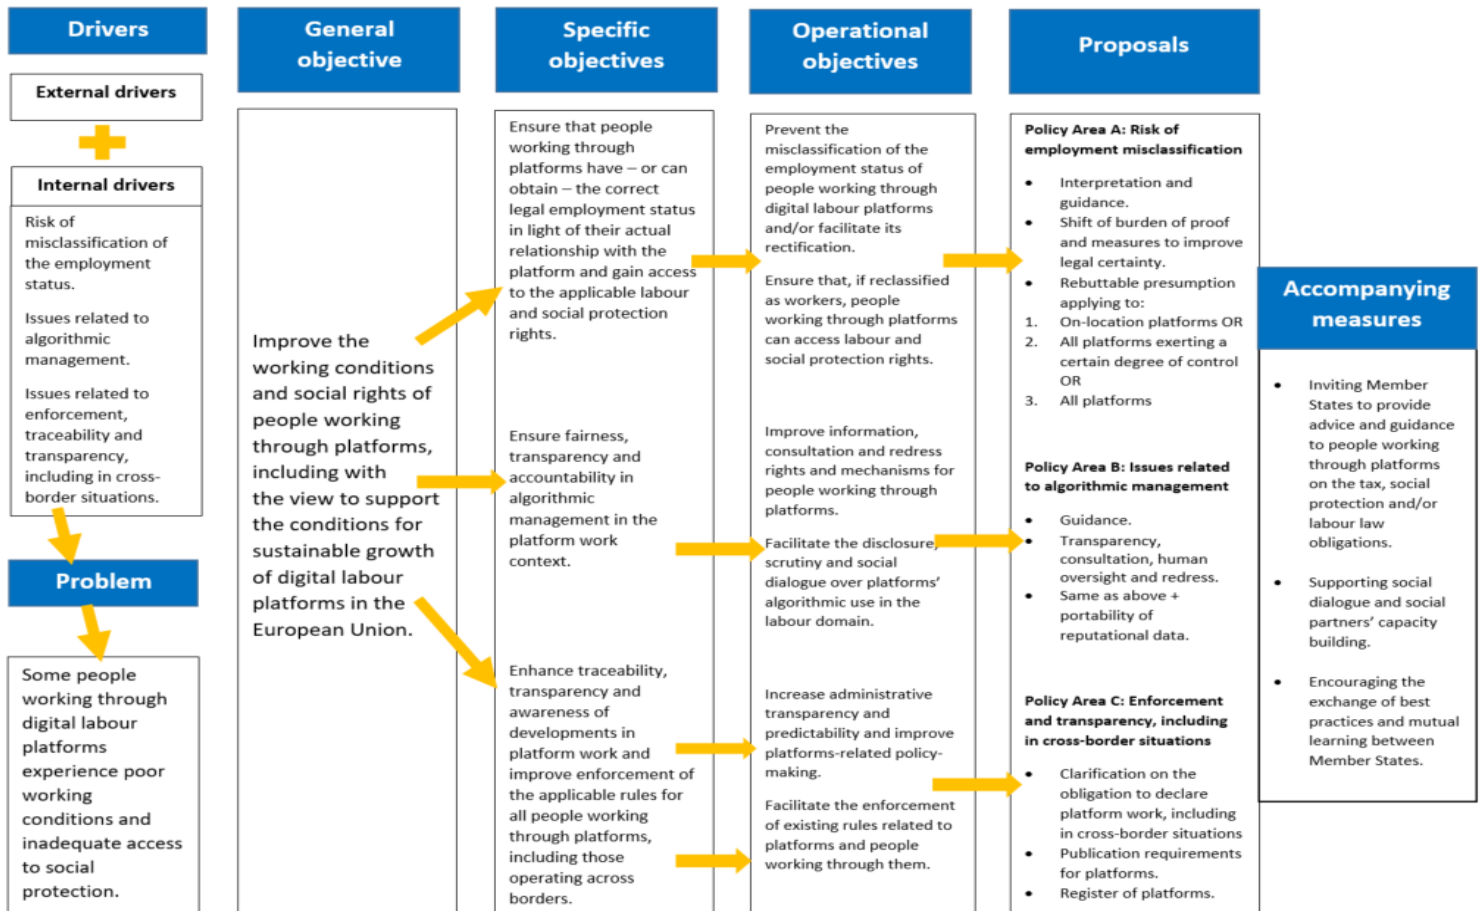 Drivers
External drivers
Internal drivers
Risk of
misclassification of
the employment
status.
Issues related to
algorithmic
management.
Issues related to
enforcement,
traceability and
transparency,
including in cross-
border situations.
Problem
Some people
working through
digital labour
platforms
experience poor
working
conditions and
inadequate access
to social
protection.
General
objective
Improve the
working conditions
and social rights of
people working
through platforms,
including with
the view to support
the conditions for
sustainable growth
of digital labour
platforms in the
European Union.
Specific
objectives
Ensure that people
working through
platforms have – or can
obtain – the correct
legal employment status
in light of their actual
relationship with the
platform and gain access
to the applicable labour
and social protection
rights.
Ensure fairness,
transparency and
accountability in
algorithmic
management in the
platform work
context.
Enhance traceability,
transparency and
awareness of
developments in
platform work and
improve enforcement of
the applicable rules for
all people working
through platforms,
including those
operating across
borders.
Operational
objectives
Prevent the
misclassification of the
employment status of
people working through
digital labour platforms
and/or facilitate its
rectification.
Ensure that, if reclassified
as workers, people
working through platforms
can access labour and
social protection rights.
Improve information,
consultation and redress
rights and mechanisms for
people working through
platforms.
Facilitate the disclosure,
scrutiny and social
dialogue over platforms’
algorithmic use in the
labour domain.
Increase administrative
transparency and
predictability and improve
platforms-related policy-
making.
Facilitate the enforcement
of existing rules related to
platforms and people
working through them.
Proposals
Policy Area A: Risk of
employment misclassification
• Interpretation and
guidance.
• Shift of burden of proof
and measures to improve
legal certainty.
• Rebuttable presumption
applying to:
1. On-location platforms OR
2. All platforms exerting a
certain degree of control
OR
3. All platforms
Policy Area B: Issues related
to algorithmic management
• Guidance.
• Transparency,
consultation, human
oversight and redress.
• Same as above +
portability of
reputational data.
Policy Area C: Enforcement
and transparency, including
in cross-border situations
• Clarification on the
obligation to declare
platform work, including
in cross-border situations
• Publication requirements
for platforms.
• Register of platforms.
Accompanying
measures
• Inviting Member
States to provide
advice and guidance
to people working
through platforms
on the tax, social
protection and/or
labour law
obligations.
• Supporting social
dialogue and social
partners’ capacity
building.
• Encouraging the
exchange of best
practices and mutual
learning between
Member States.